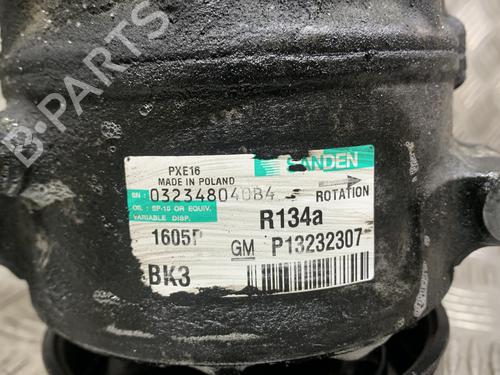 B-PARTS
PXE16
MADE IN POLAND
SANDEN
SN : 03234804084
ROTATION
OIL : SP-10 OR EQUIV.
VARIABLE DISP.
R134a
1605P
GM P13232307
BK3